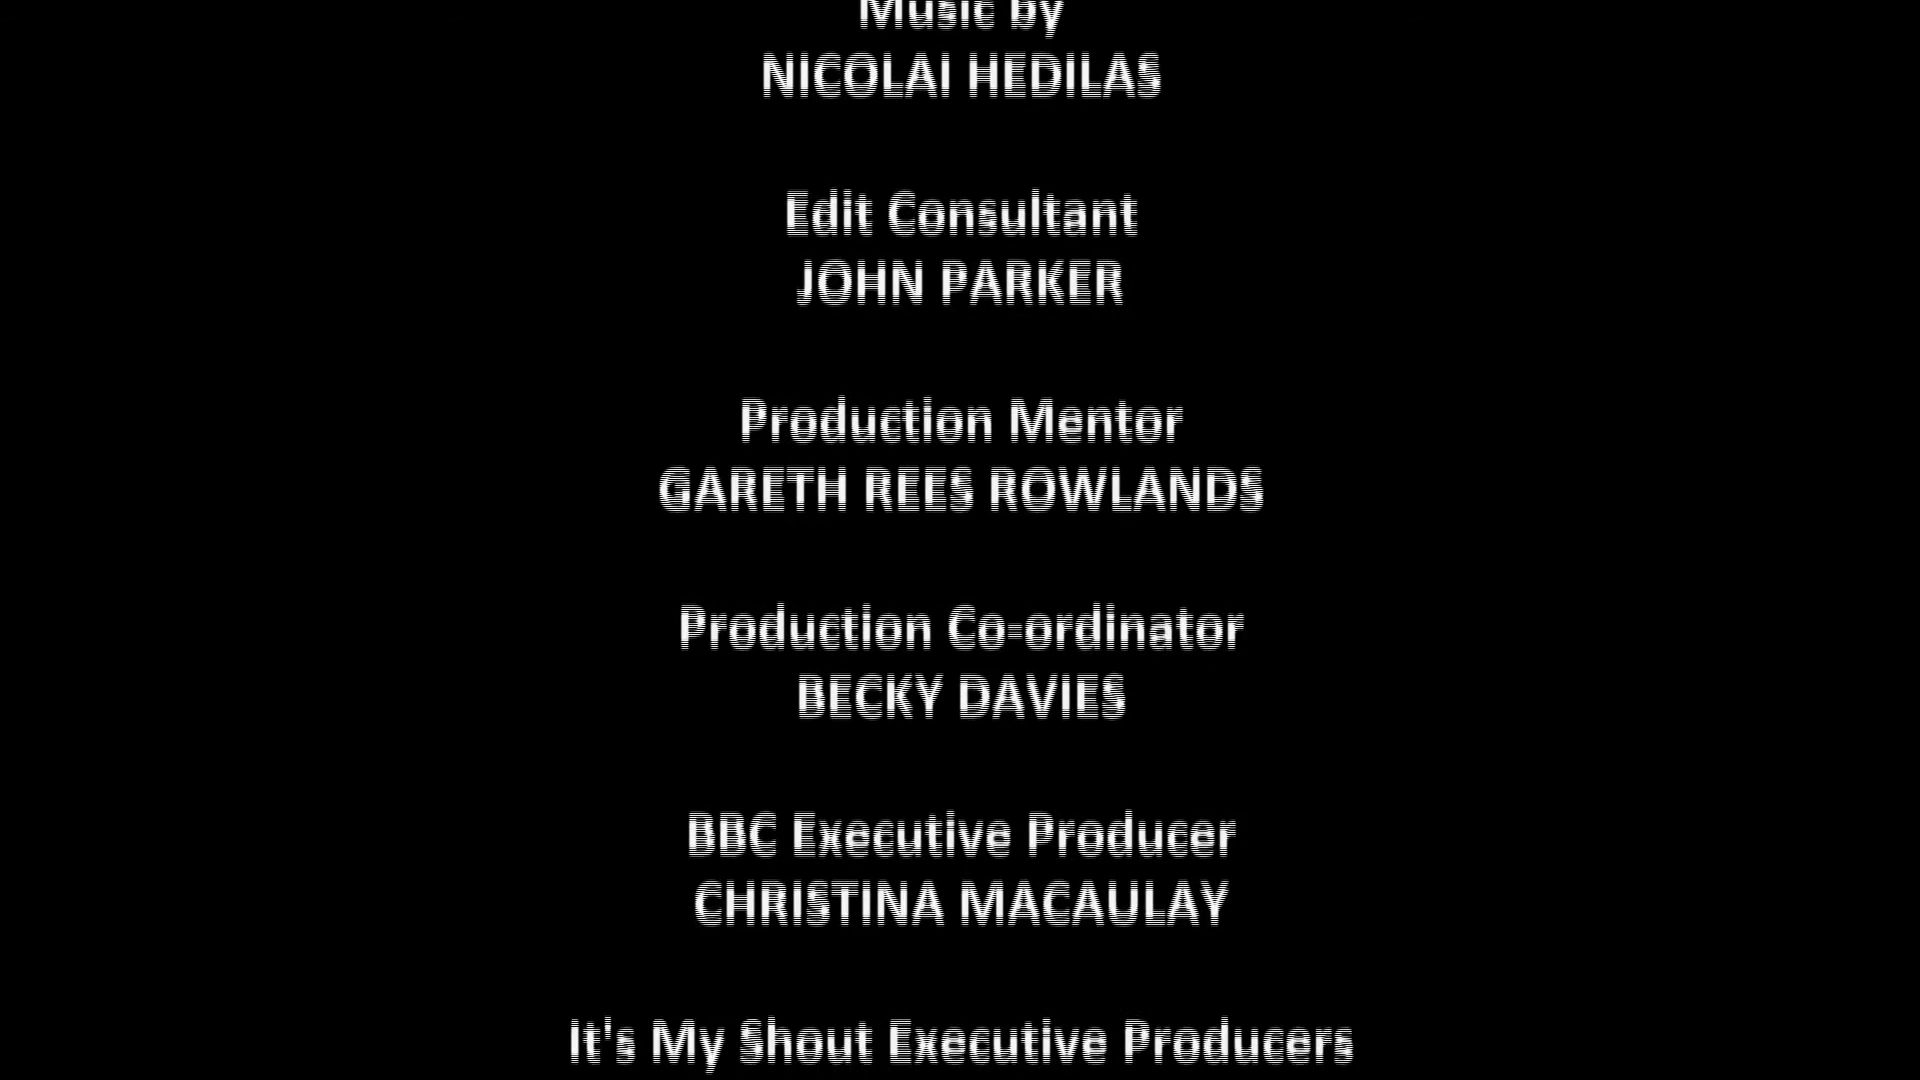 Music by
NICOLAI HEDILAS
Edit Consultant
JOHN PARKER
Production Mentor
GARETH REES ROWLANDS
Production Co-ordinator
BECKY DAVIES
BBC Executive Producer
CHRISTINA MACAULAY
It's My Shout Executive Producers